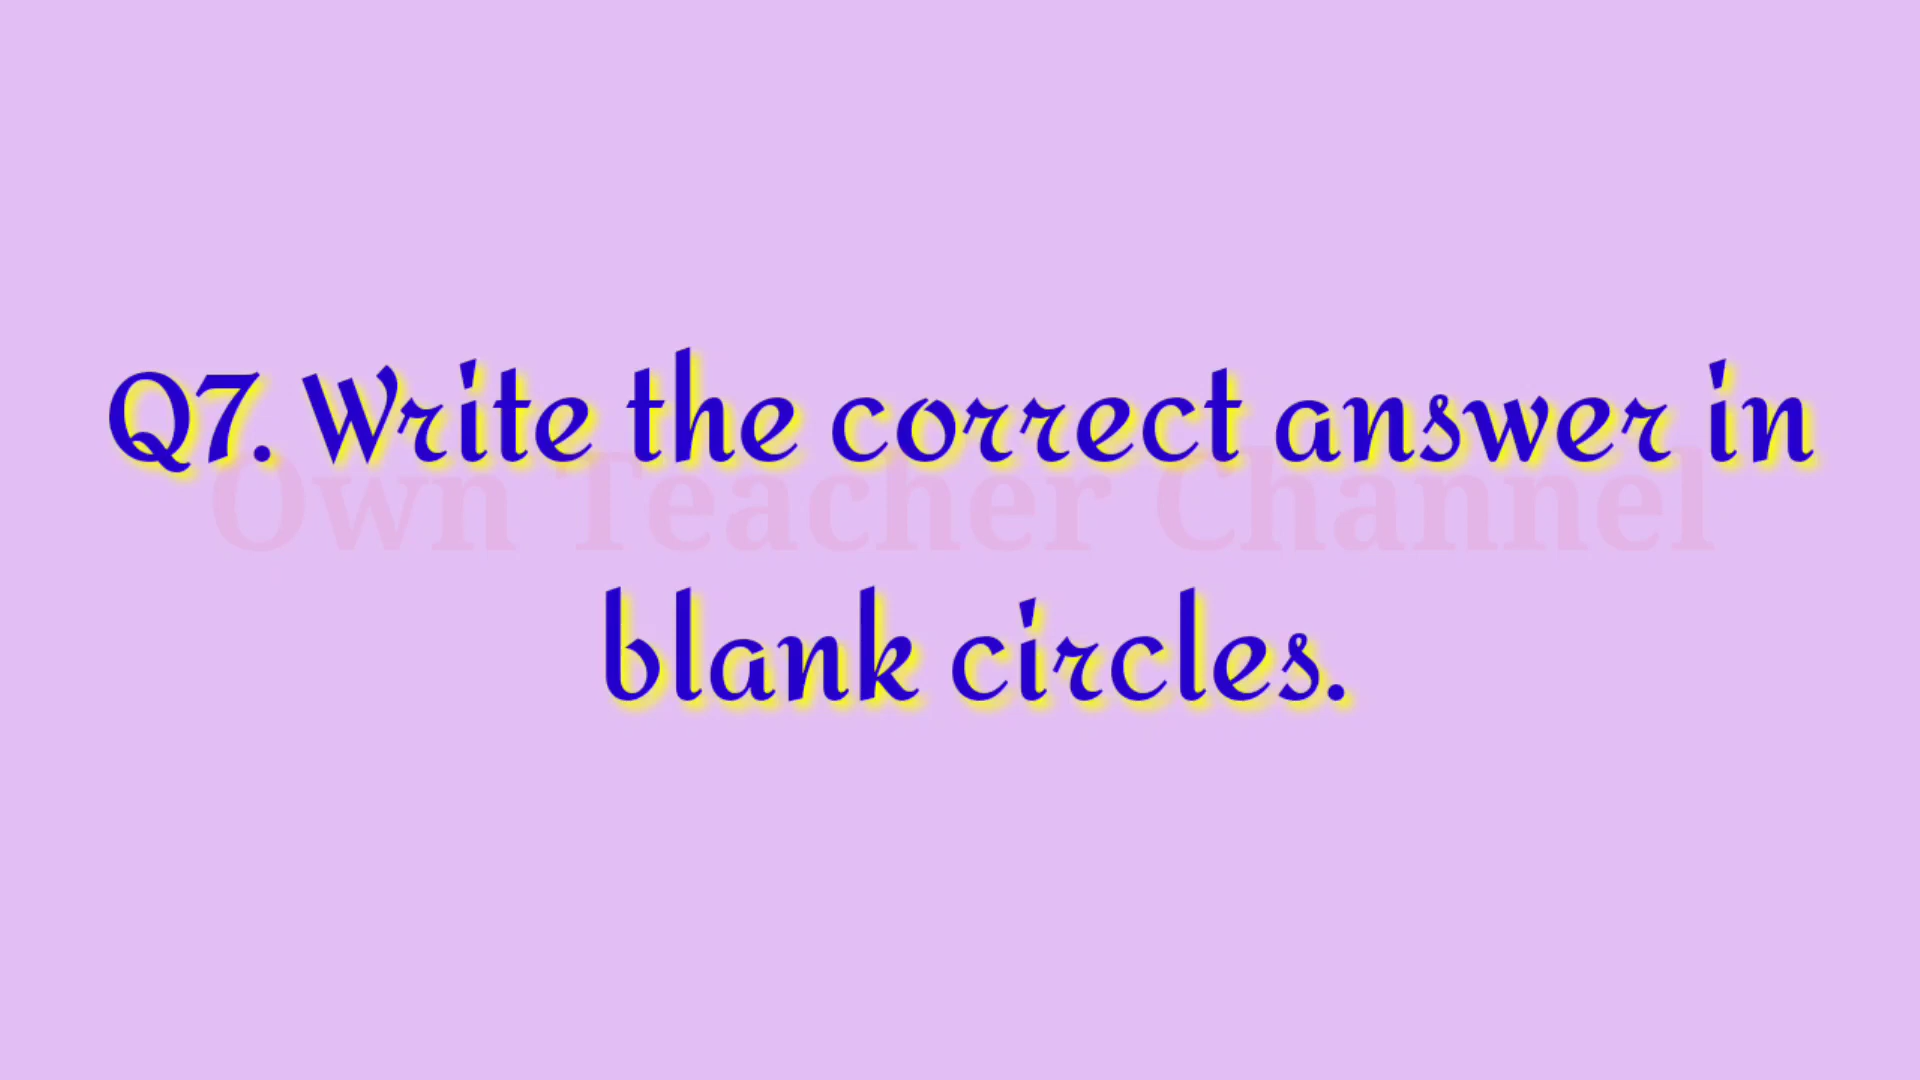 Q7. Write the correct answer in
Own Teacher Channel
blank circles.